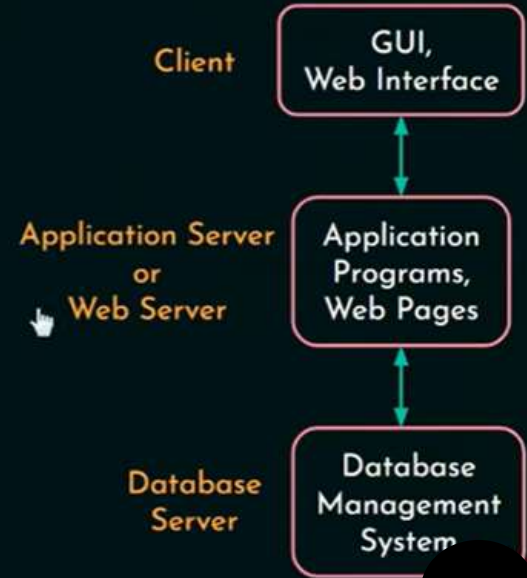 Client
GUI,
Web Interface
Application Server
or
Web Server
Application
Programs,
Web Pages
Database
Server
Database
Management
System